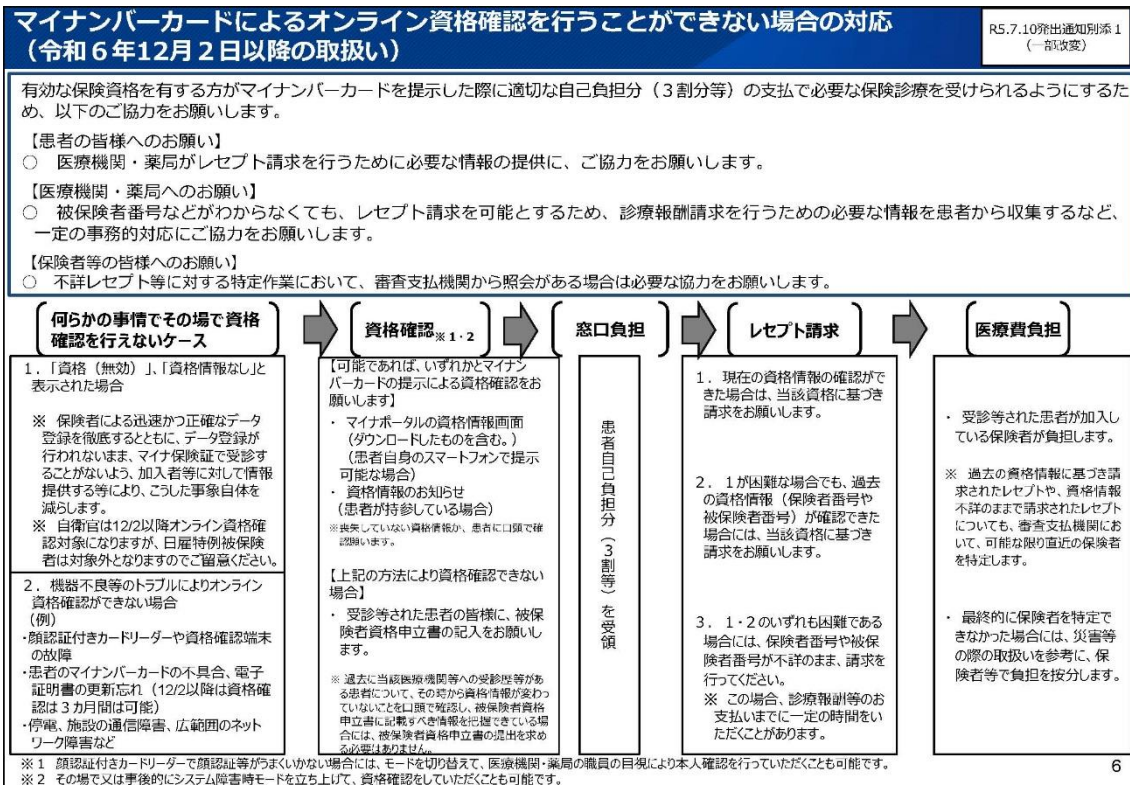 マイナンバーカードによるオンライン資格確認を行うことができない場合の対応
（令和６年12月２日以降の取扱い）
R5.7.10発出通知別添１
（一部改変）
有効な保険資格を有する方がマイナンバーカードを提示した際に適切な自己負担分（３割分等）の支払で必要な保険診療を受けられるようにするた
め、以下のご協力をお願いします。
【患者の皆様へのお願い】
○　医療機関・薬局がレセプト請求を行うために必要な情報の提供に、ご協力をお願いします。
【医療機関・薬局へのお願い】
○　被保険者番号などがわからなくても、レセプト請求を可能とするため、診療報酬請求を行うための必要な情報を患者から収集するなど、
一定の事務的対応にご協力をお願いします。
【保険者等の皆様へのお願い】
○　不詳レセプト等に対する特定作業において、審査支払機関から照会がある場合は必要な協力をお願いします。
何らかの事情でその場で資格
確認を行えないケース
１．「資格（無効）」、「資格情報なし」と
表示された場合
※　保険者による迅速かつ正確なデータ
登録を徹底するとともに、データ登録が
行われないまま、マイナ保険証で受診す
ることがないよう、加入者等に対して情報
提供する等により、こうした事象自体を
減らします。
※　自衛官は12/2以降オンライン資格確
認対象になりますが、日雇特例被保険
者は対象外となりますのでご留意ください。
２．機器不良等のトラブルによりオンライン
資格確認ができない場合
（例）
・顔認証付きカードリーダーや資格確認端末
の故障
・患者のマイナンバーカードの不具合、電子
証明書の更新忘れ（12/2以降は資格確
認は３カ月間は可能）
・停電、施設の通信障害、広範囲のネット
ワーク障害など
資格確認※１・２
【可能であれば、いずれかとマイナン
バーカードの提示による資格確認をお
願いします】
・　マイナポータルの資格情報画面
（ダウンロードしたものを含む。）
（患者自身のスマートフォンで提示
可能な場合）
・　資格情報のお知らせ
（患者が持参している場合）
※喪失していない資格情報か、患者に口頭で確
認願います。
【上記の方法により資格確認できない
場合】
・　受診等された患者の皆様に、被保
険者資格申立書の記入をお願いし
ます。
※ 過去に当該医療機関等への受診歴等があ
る患者について、その時から資格情報が変わっ
ていないことを口頭で確認し、被保険者資格
申立書に記載すべき情報を把握できている場
合には、被保険者資格申立書の提出を求め
る必要はありません。
窓口負担
患者自己負担分（３割等）を受領
レセプト請求
１．現在の資格情報の確認がで
きた場合は、当該資格に基づき
請求をお願いします。
２．１が困難な場合でも、過去
の資格情報（保険者番号や
被保険者番号）が確認できた
場合には、当該資格に基づき
請求をお願いします。
３．１・２のいずれも困難である
場合には、保険者番号や被保
険者番号が不詳のまま、請求を
行ってください。
※　この場合、診療報酬等のお
支払いまでに一定の時間をい
ただくことがあります。
医療費負担
・　受診等された患者が加入し
ている保険者が負担します。
※　過去の資格情報に基づき請
求されたレセプトや、資格情報
不詳のままで請求されたレセプト
についても、審査支払機関にお
いて、可能な限り直近の保険者
を特定します。
・　最終的に保険者を特定で
きなかった場合には、災害等
の際の取扱いを参考に、保
険者等で負担を按分します。
※１　顔認証付きカードリーダーで顔認証等がうまくいかない場合には、モードを切り替えて、医療機関・薬局の職員の目視により本人確認を行っていただくことも可能です。
※２　その場で又は事後的にシステム障害時モードを立ち上げて、資格確認をしていただくことも可能です。
6